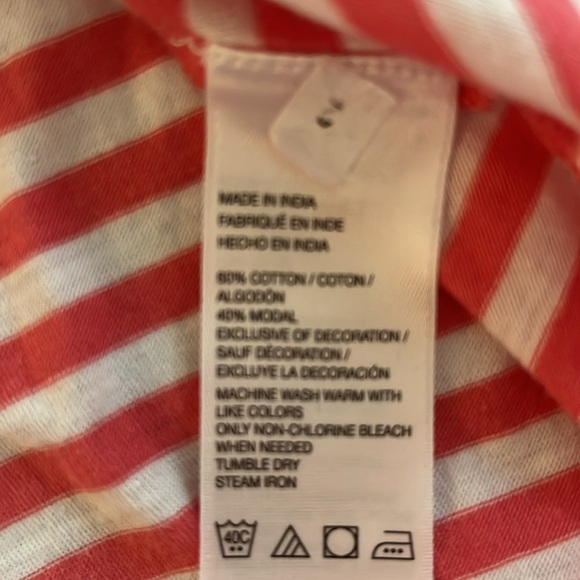 MADE IN INDIA
FABRIQUÉ EN INDE
HECHO EN INDIA
60% COTTON / COTON /
ALGODÓN
40% MODAL
EXCLUSIVE OF DECORATION /
SAUF DÉCORATION /
EXCLUYE LA DECORACIÓN
MACHINE WASH WARM WITH
LIKE COLORS
ONLY NON-CHLORINE BLEACH
WHEN NEEDED
TUMBLE DRY
STEAM IRON
40C